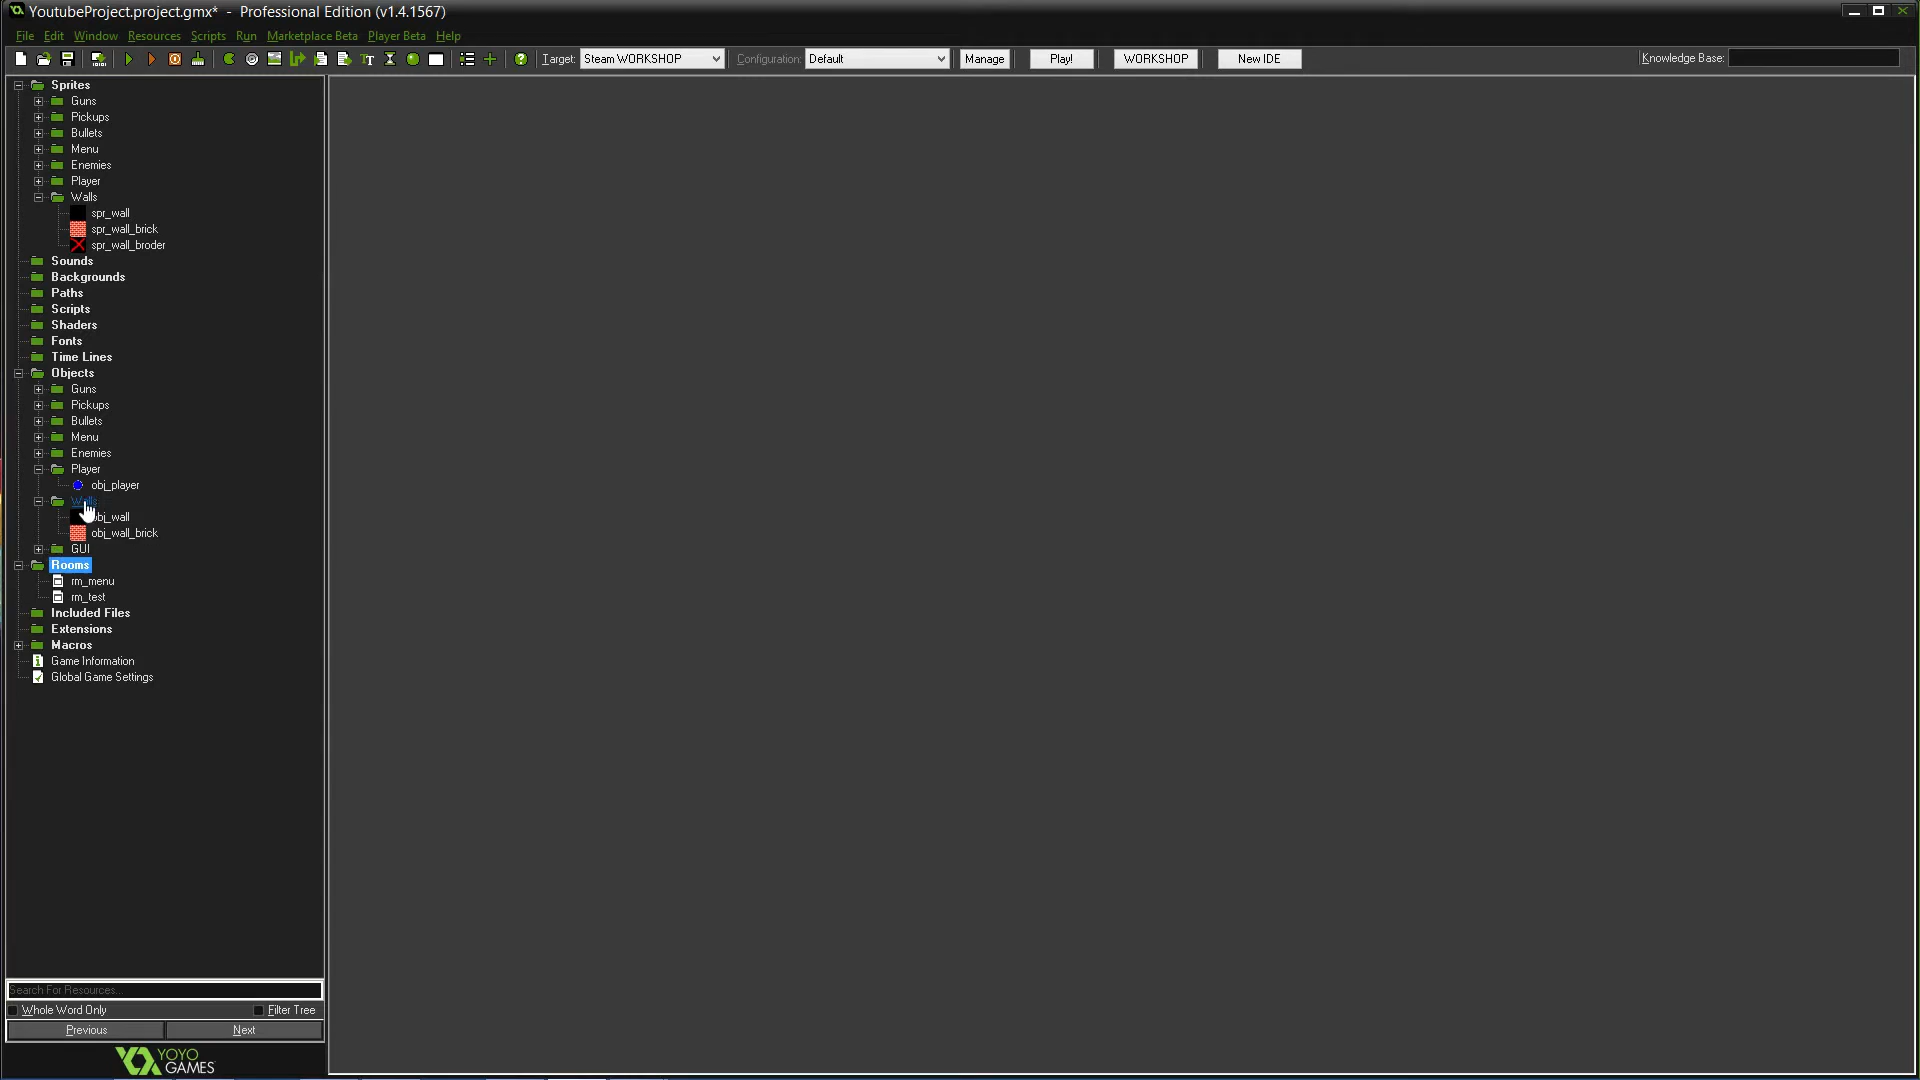 YoutubeProject.project.gmx* - Professional Edition (v1.4.1567)
File Edit Window Resources Scripts Run Marketplace Beta Player Beta Help
Target: Steam WORKSHOP Configuration: Default Manage Play! WORKSHOP New IDE Knowledge Base:
Sprites
Guns
Pickups
Bullets
Menu
Enemies
Player
Walls
spr_wall
spr_wall_brick
spr_wall_broder
Sounds
Backgrounds
Paths
Scripts
Shaders
Fonts
Time Lines
Objects
Guns
Pickups
Bullets
Menu
Enemies
Player
obj_player
Walls
obj_wall
obj_wall_brick
GUI
Rooms
rm_menu
rm_test
Included Files
Extensions
Macros
Game Information
Global Game Settings
Search For Resources...
Whole Word Only Filter Tree
Previous Next
YOYO
GAMES